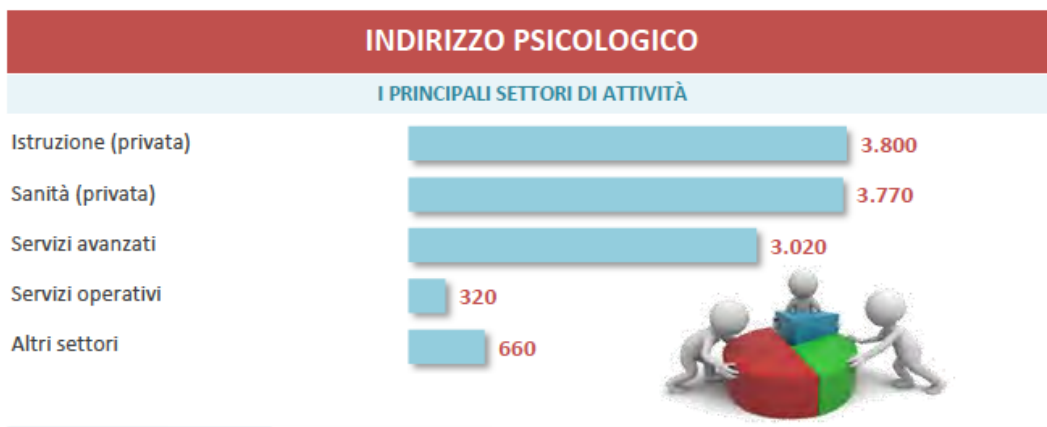 INDIRIZZO PSICOLOGICO
I PRINCIPALI SETTORI DI ATTIVITÀ
Istruzione (privata) 3.800
Sanità (privata) 3.770
Servizi avanzati 3.020
Servizi operativi 320
Altri settori 660